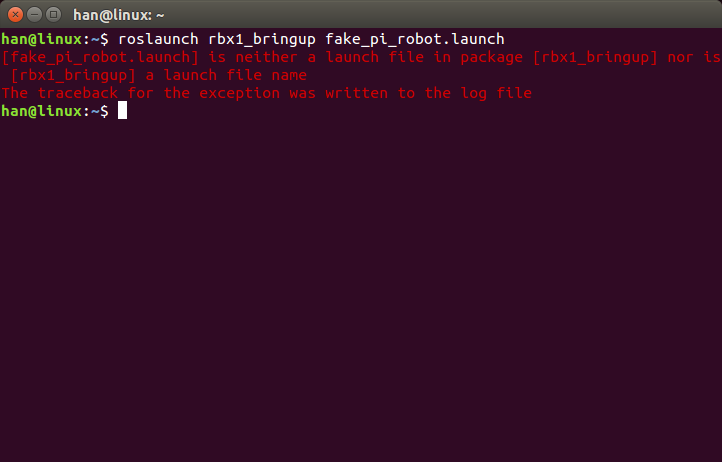 han@linux: ~
han@linux:~$ roslaunch rbx1_bringup fake_pi_robot.launch
[fake_pi_robot.launch] is neither a launch file in package [rbx1_bringup] nor is
[rbx1_bringup] a launch file name
The traceback for the exception was written to the log file
han@linux:~$